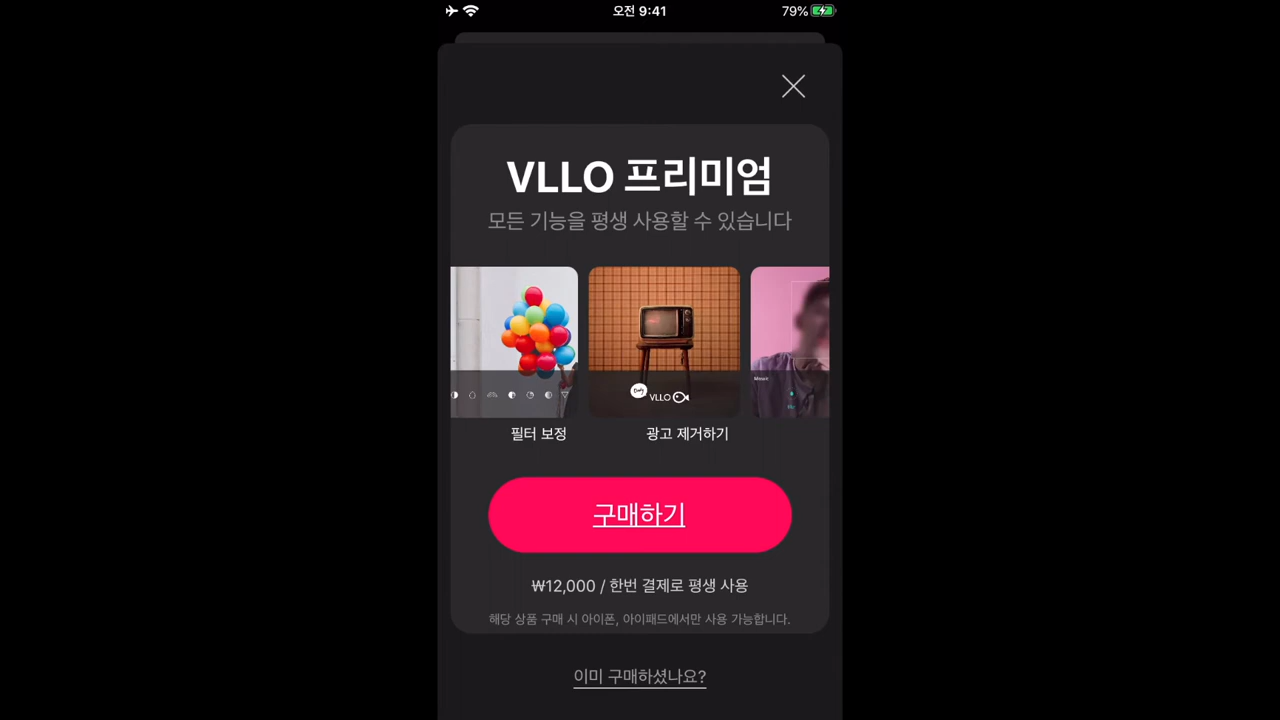 오전 9:41
79%
VLLO 프리미엄
모든 기능을 평생 사용할 수 있습니다
VLLO
필터 보정
광고 제거하기
구매하기
₩12,000 / 한번 결제로 평생 사용
해당 상품 구매 시 아이폰, 아이패드에서만 사용 가능합니다.
이미 구매하셨나요?